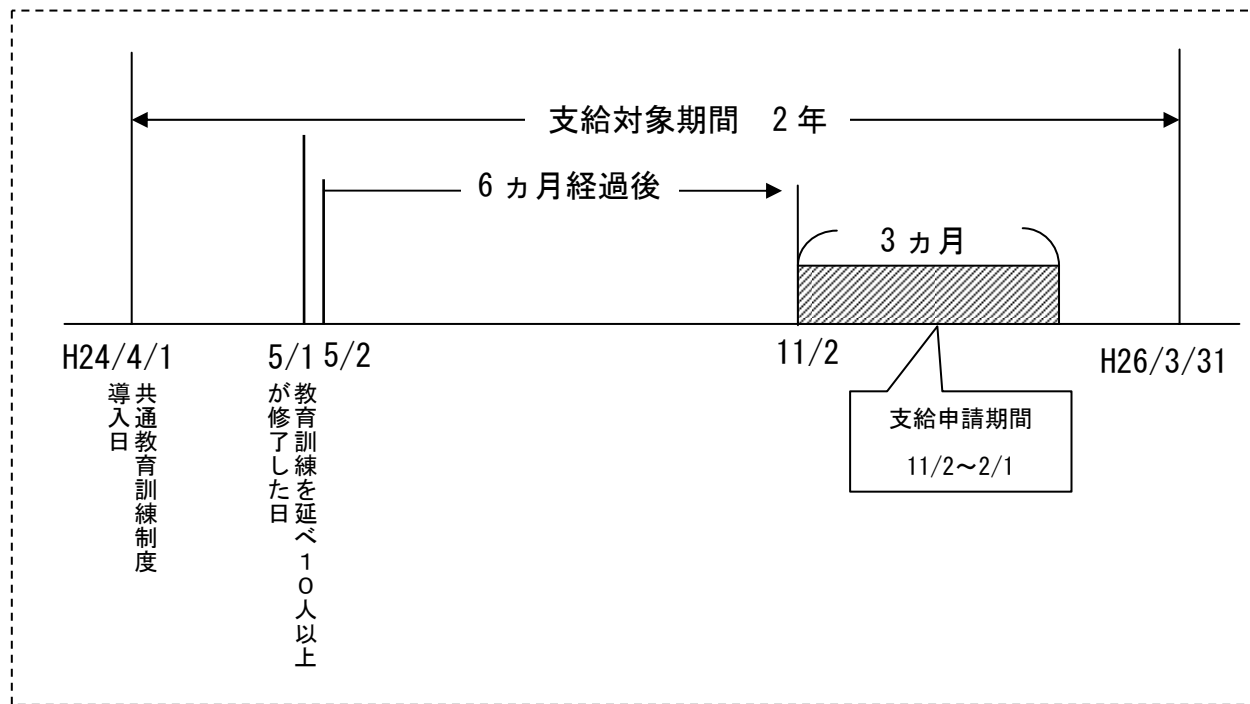 支給対象期間　2年
6ヵ月経過後
3ヵ月
H24/4/1
5/1
5/2
11/2
H26/3/31
共通教育訓練制度
導入日
教育訓練を延べ10人以上
が修了した日
支給申請期間
11/2～2/1